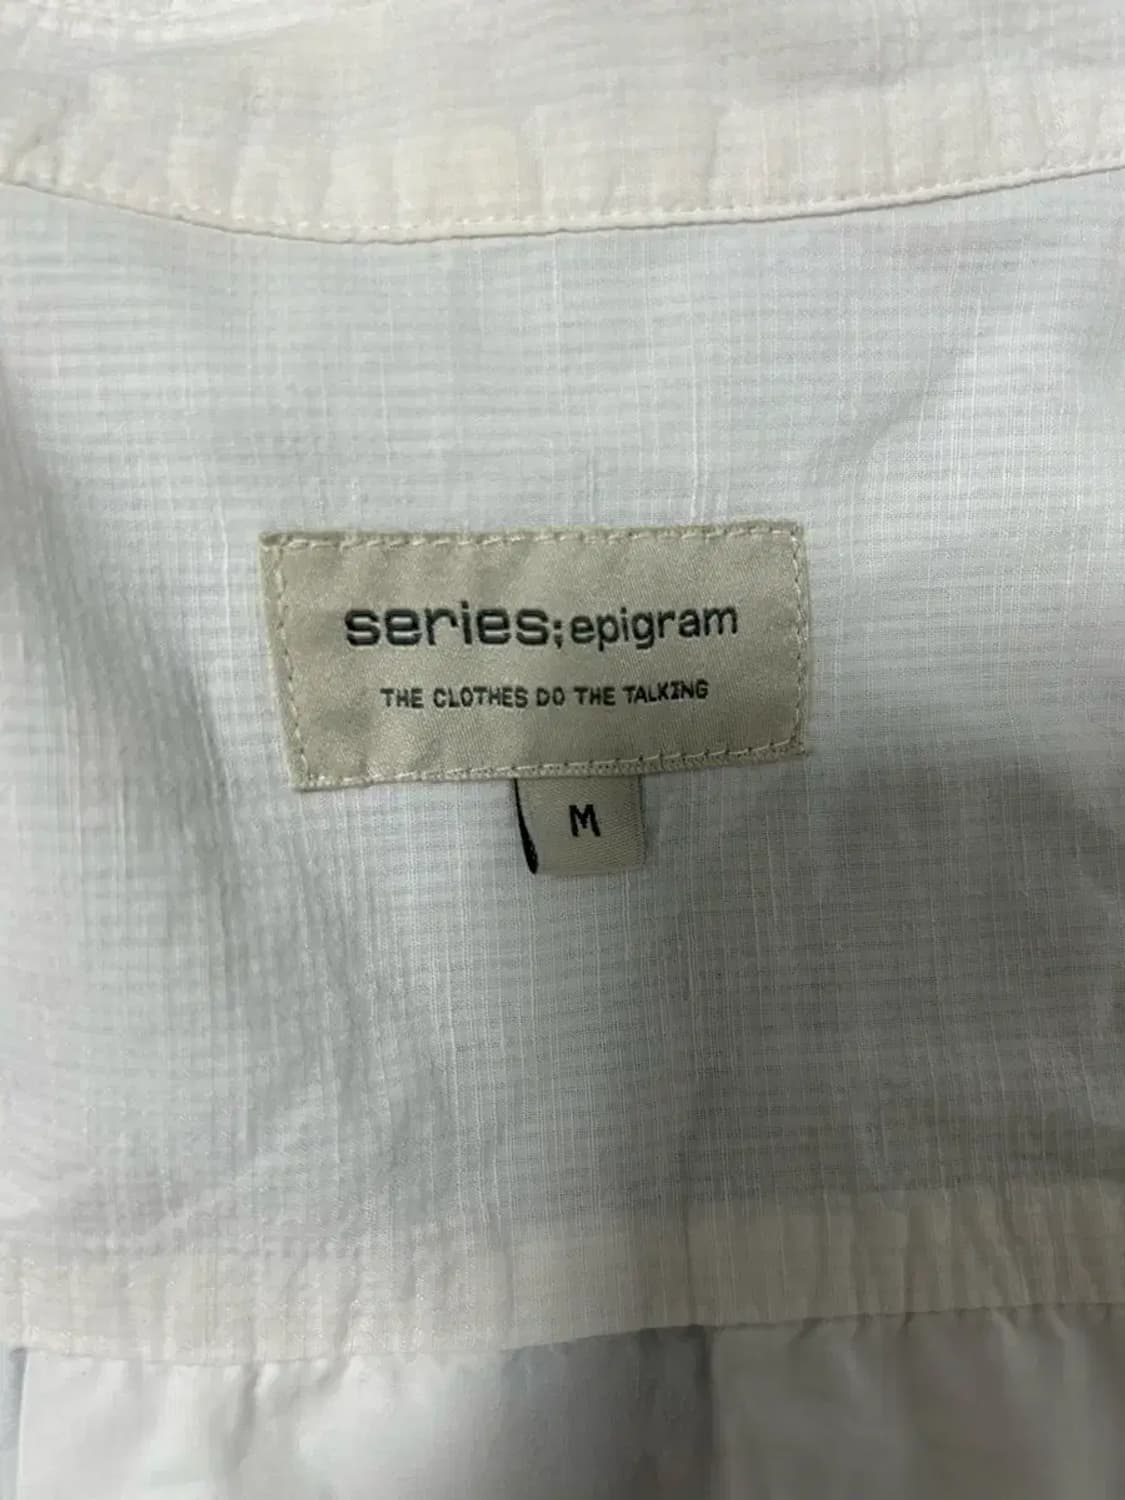 series;epigram
THE CLOTHES DO THE TALKING
M